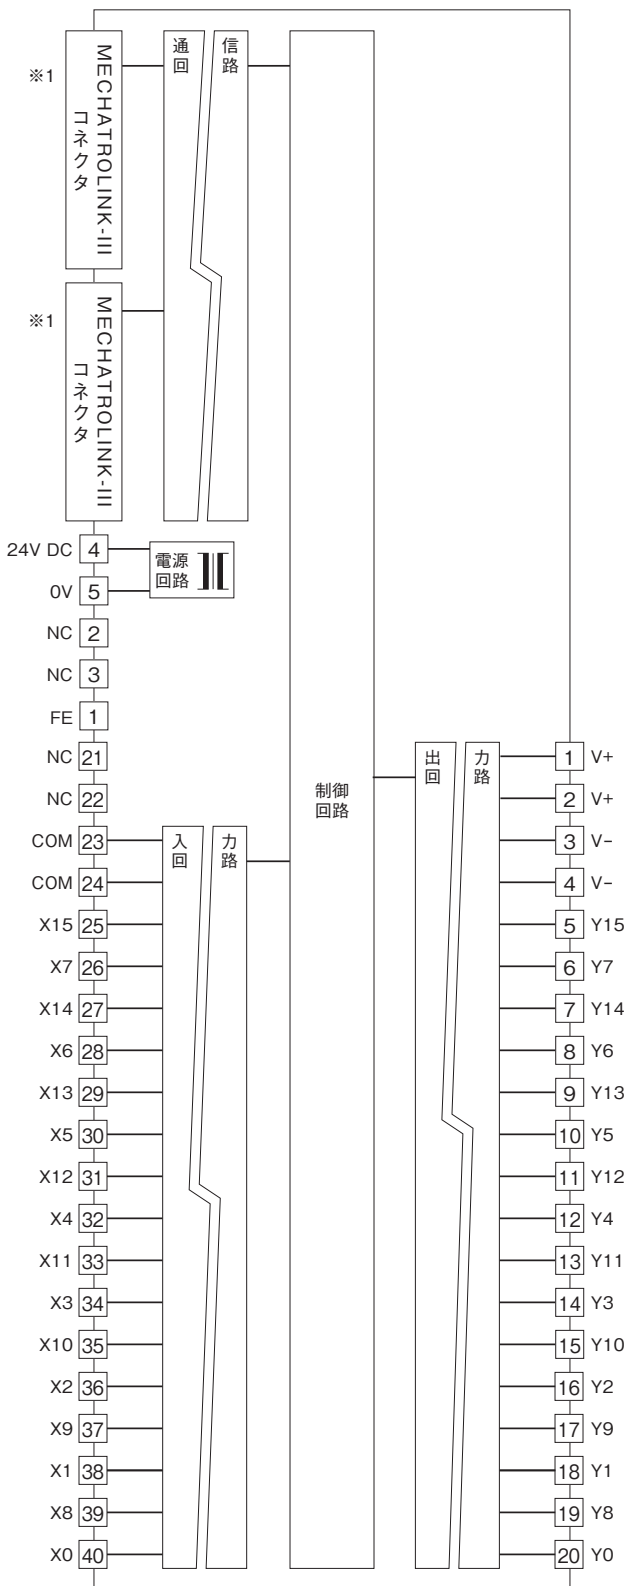 ※1
MECHATROLINK-III
コネクタ
通信
回路
※1
MECHATROLINK-III
コネクタ
24V DC 4
0V 5
電源
回路
NC 2
NC 3
FE 1
NC 21
NC 22
COM 23
COM 24
X15 25
X7 26
X14 27
X6 28
X13 29
X5 30
X12 31
X4 32
X11 33
X3 34
X10 35
X2 36
X9 37
X1 38
X8 39
X0 40
入力
回路
制御
回路
出力
回路
1 V+
2 V+
3 V−
4 V−
5 Y15
6 Y7
7 Y14
8 Y6
9 Y13
10 Y5
11 Y12
12 Y4
13 Y11
14 Y3
15 Y10
16 Y2
17 Y9
18 Y1
19 Y8
20 Y0